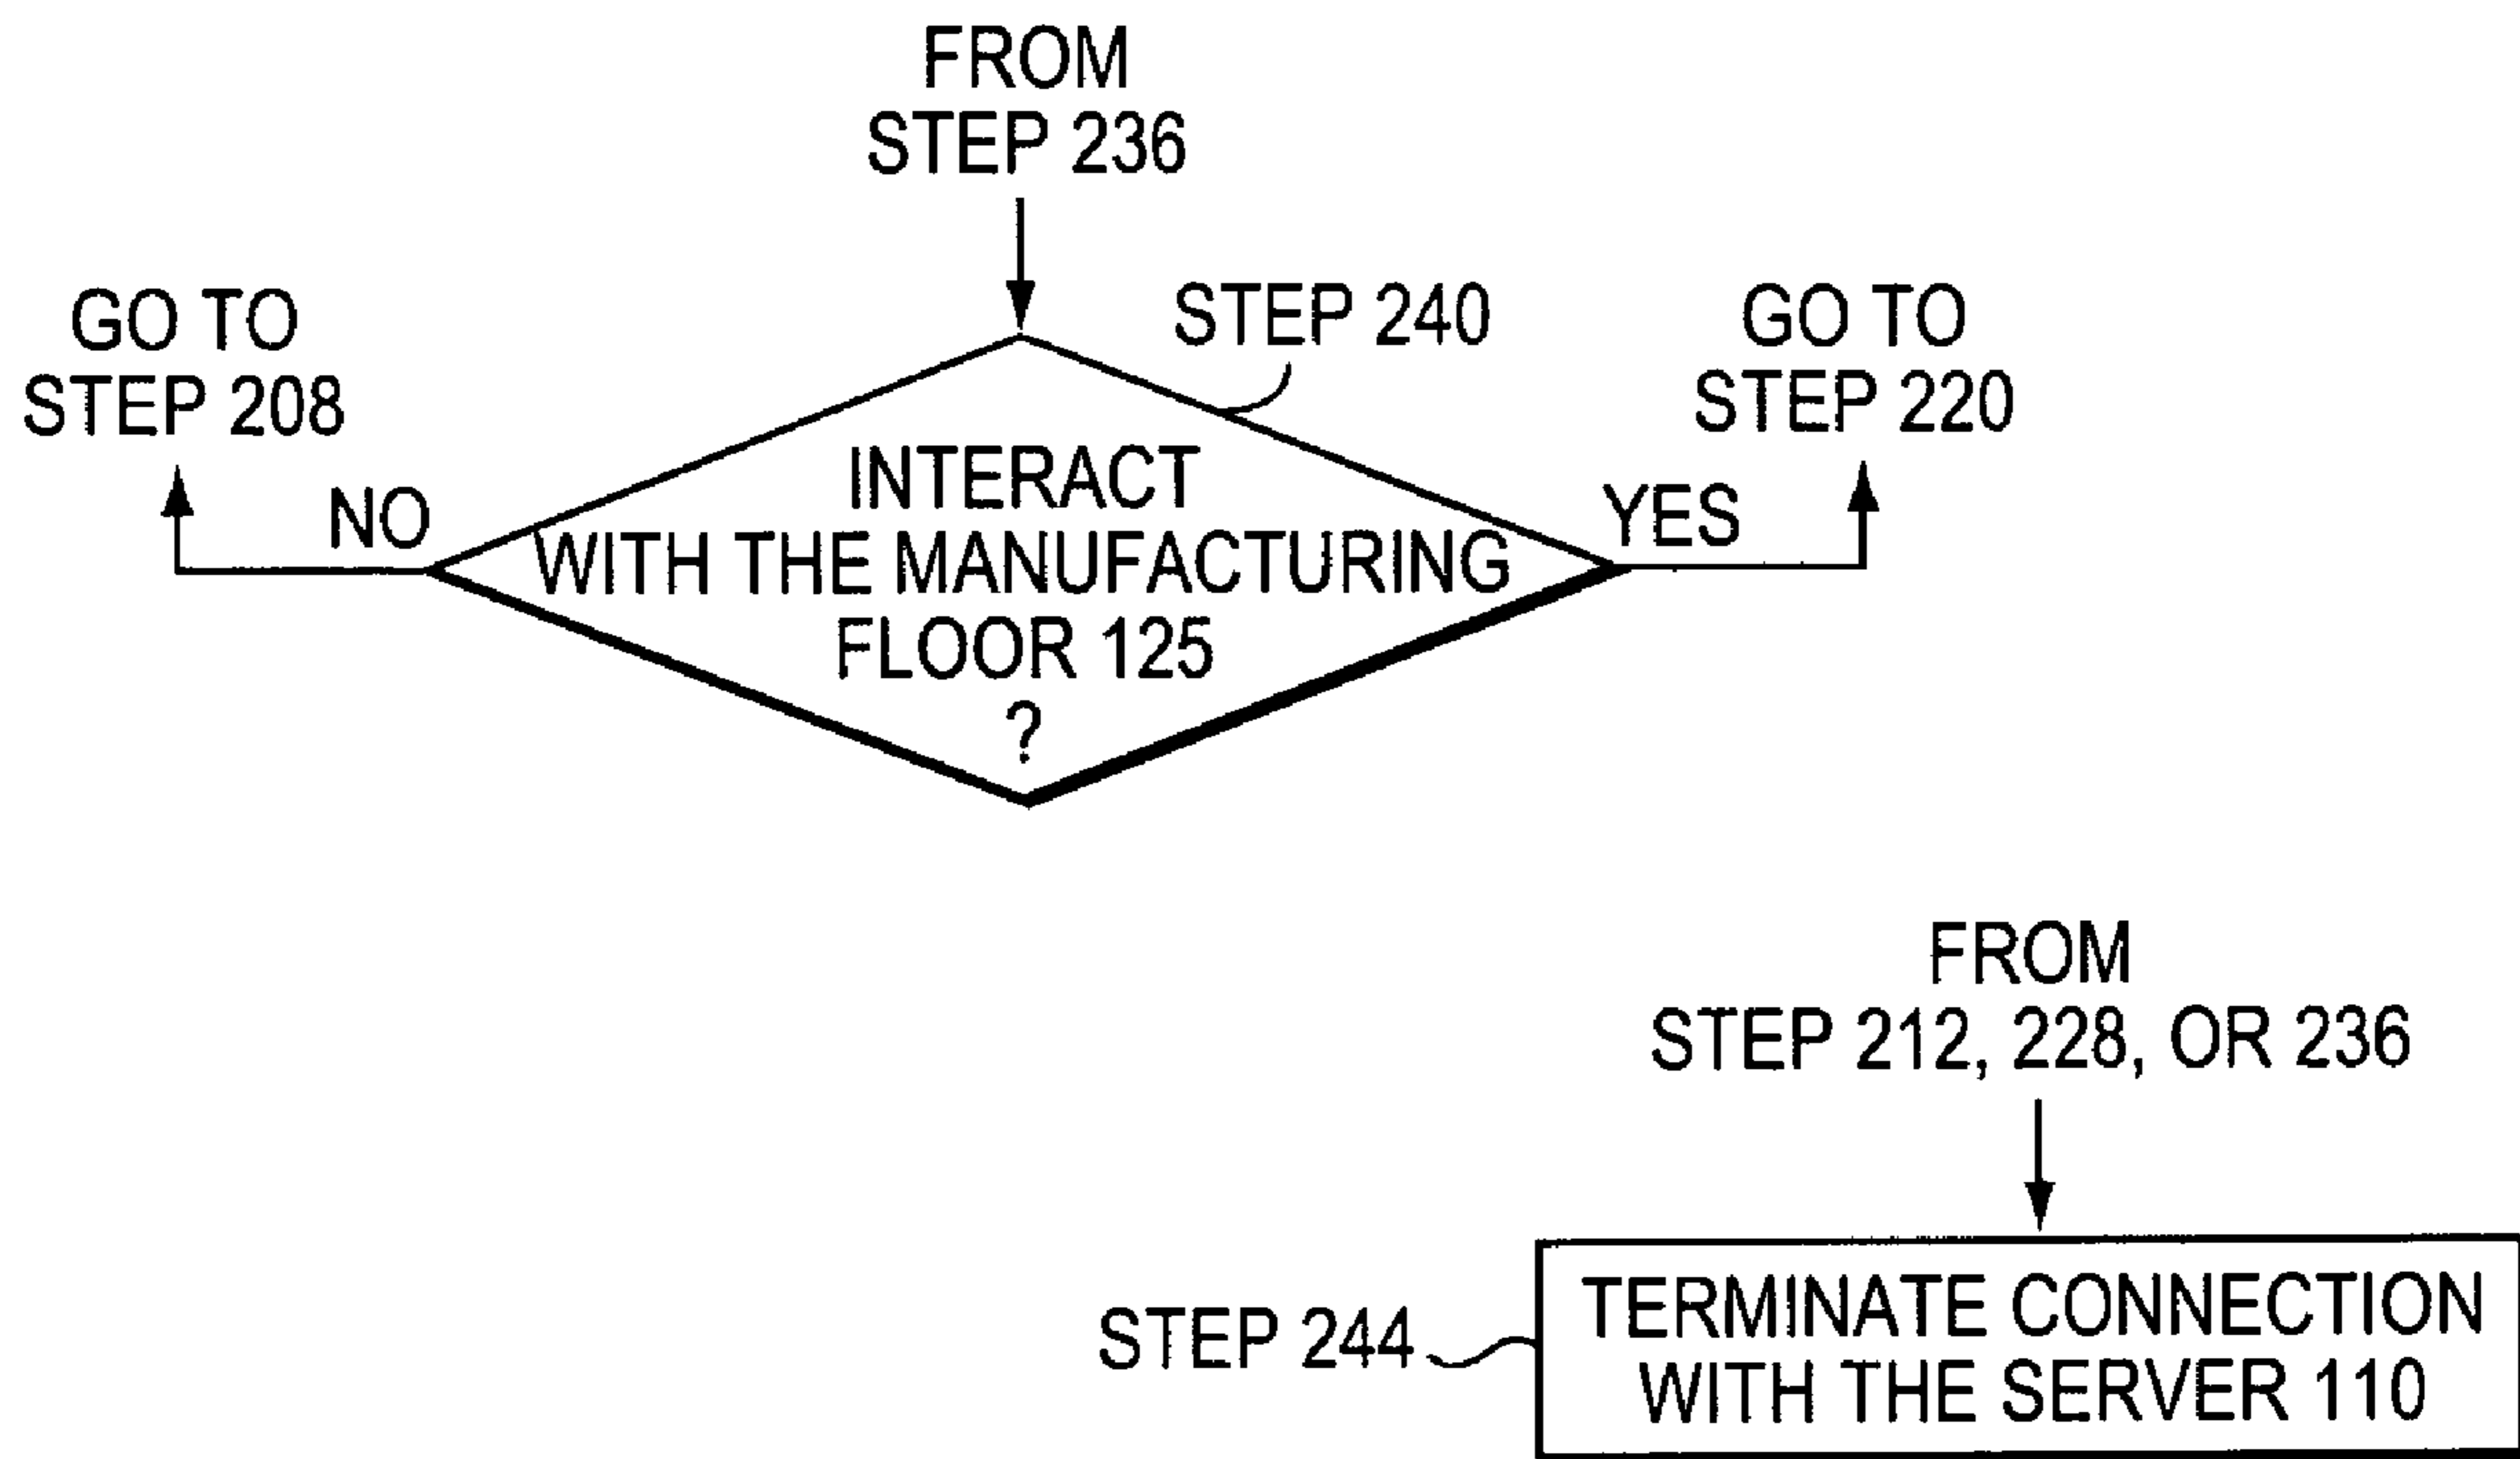 FROM
STEP 236
STEP 240
GO TO
STEP 208
GO TO
STEP 220
NO
INTERACT
WITH THE MANUFACTURING
FLOOR 125
?
YES
FROM
STEP 212, 228, OR 236
STEP 244
TERMINATE CONNECTION
WITH THE SERVER 110